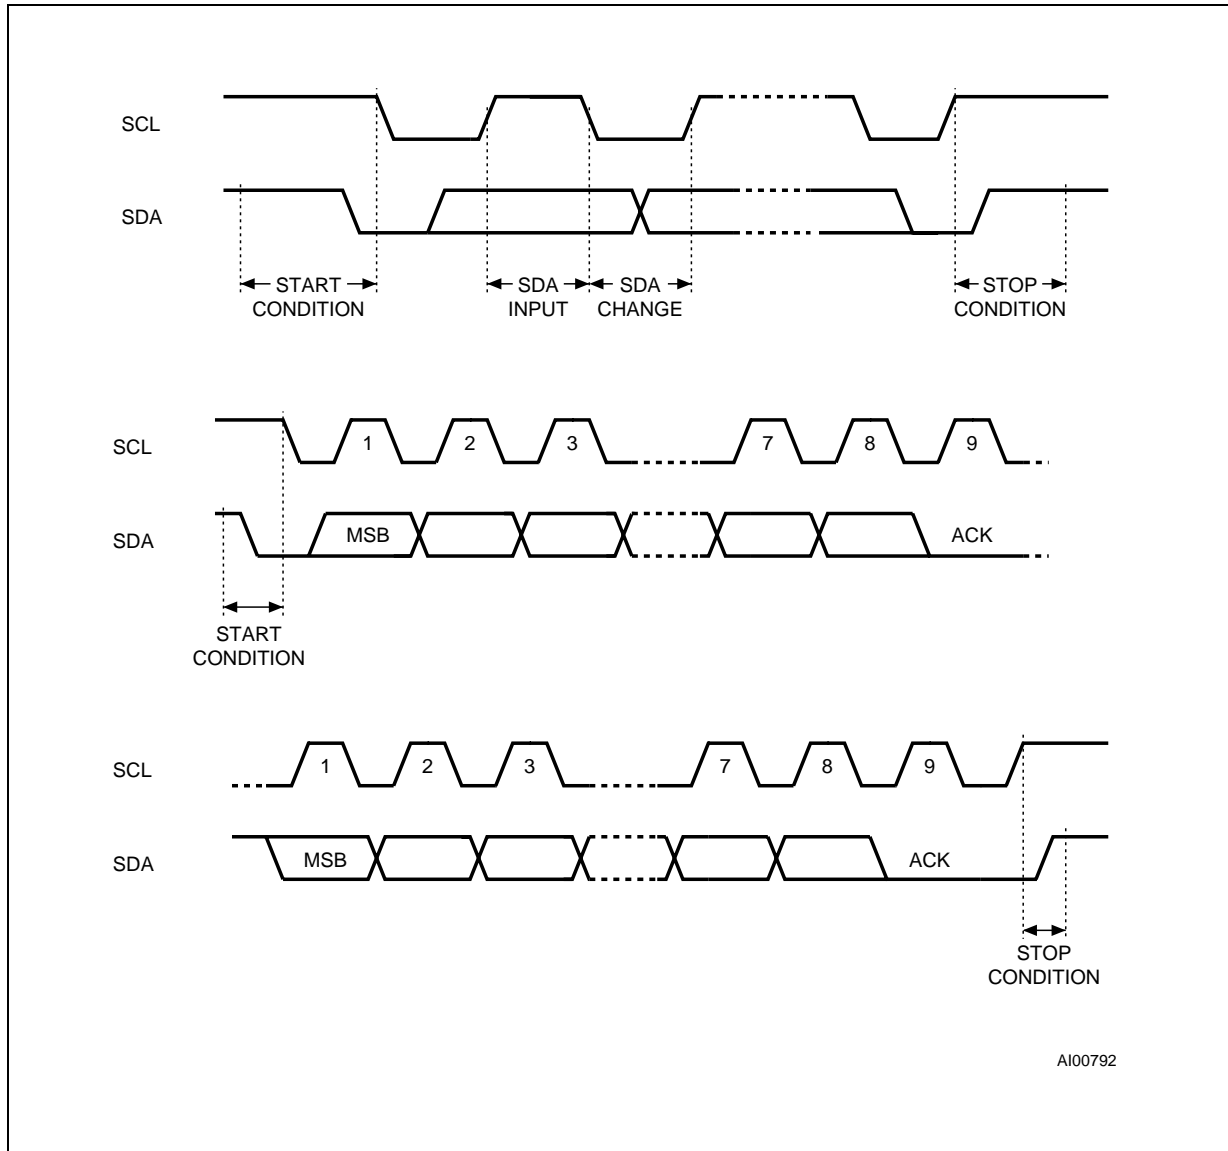 SCL
SDA
START
CONDITION
SDA
INPUT
SDA
CHANGE
STOP
CONDITION
SCL
1 2 3 7 8 9
SDA
MSB
ACK
START
CONDITION
SCL
1 2 3 7 8 9
SDA
MSB
ACK
STOP
CONDITION
AI00792